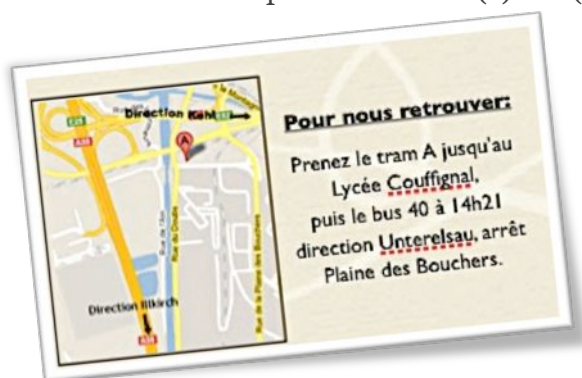 Direction Kehl
A
Direction Illkirch
Rue du Doubs
Rue de la Plaine des Bouchers
Pour nous retrouver:
Prenez le tram A jusqu'au
Lycée Couffignal,
puis le bus 40 à 14h21
direction Unterelsau, arrêt
Plaine des Bouchers.